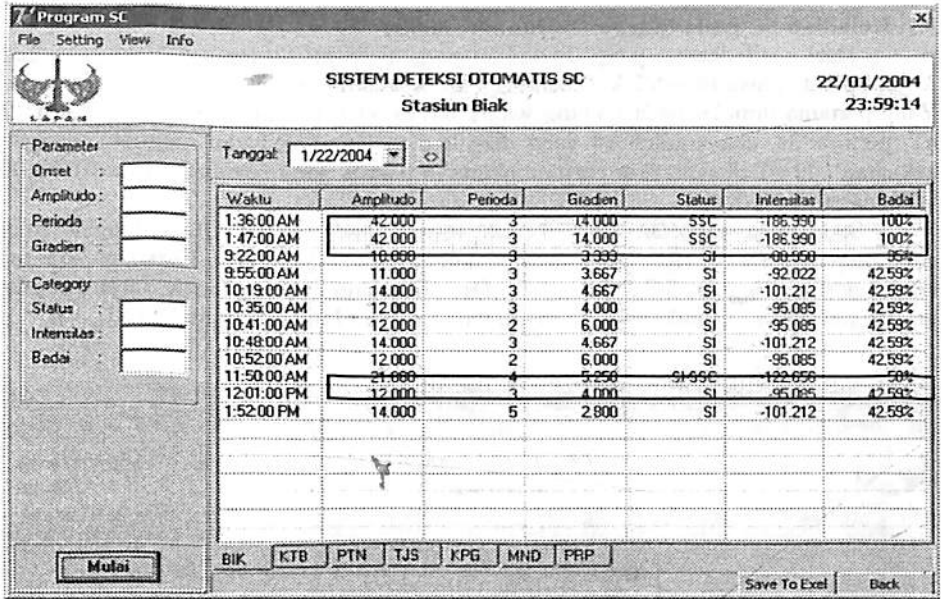 Program SC
File Setting View Info
LAPAN
SISTEM DETEKSI OTOMATIS SC
Stasiun Biak
22/01/2004
23:59:14
Parameter
Onset :
Amplitudo :
Perioda :
Gradien :
Category
Status :
Intensitas :
Badai :
Mulai
Tanggal: 1/22/2004 <>
Waktu Amplitudo Perioda Gradien Status Intensitas Badai
1:36:00 AM 42.000 3 14.000 SSC -186.990 100%
1:47:00 AM 42.000 3 14.000 SSC -186.990 100%
9:22:00 AM 10.000 3 3.333 SI
9:55:00 AM 11.000 3 3.667 SI -92.022 42.59%
10:19:00 AM 14.000 3 4.667 SI -101.212 42.59%
10:35:00 AM 12.000 3 4.000 SI -95.085 42.59%
10:41:00 AM 12.000 2 6.000 SI -95.085 42.59%
10:48:00 AM 14.000 3 4.667 SI -101.212 42.59%
10:52:00 AM 12.000 2 6.000 SI -95.085 42.59%
11:50:00 AM 21.000 4 5.250 SI-SSC -122.656 50%
12:01:00 PM 12.000 3 4.000 SI -95.085 42.59%
1:52:00 PM 14.000 5 2.800 SI -101.212 42.59%
BIK KTB PTN TJS KPG MND PRP
Save To Exel Back